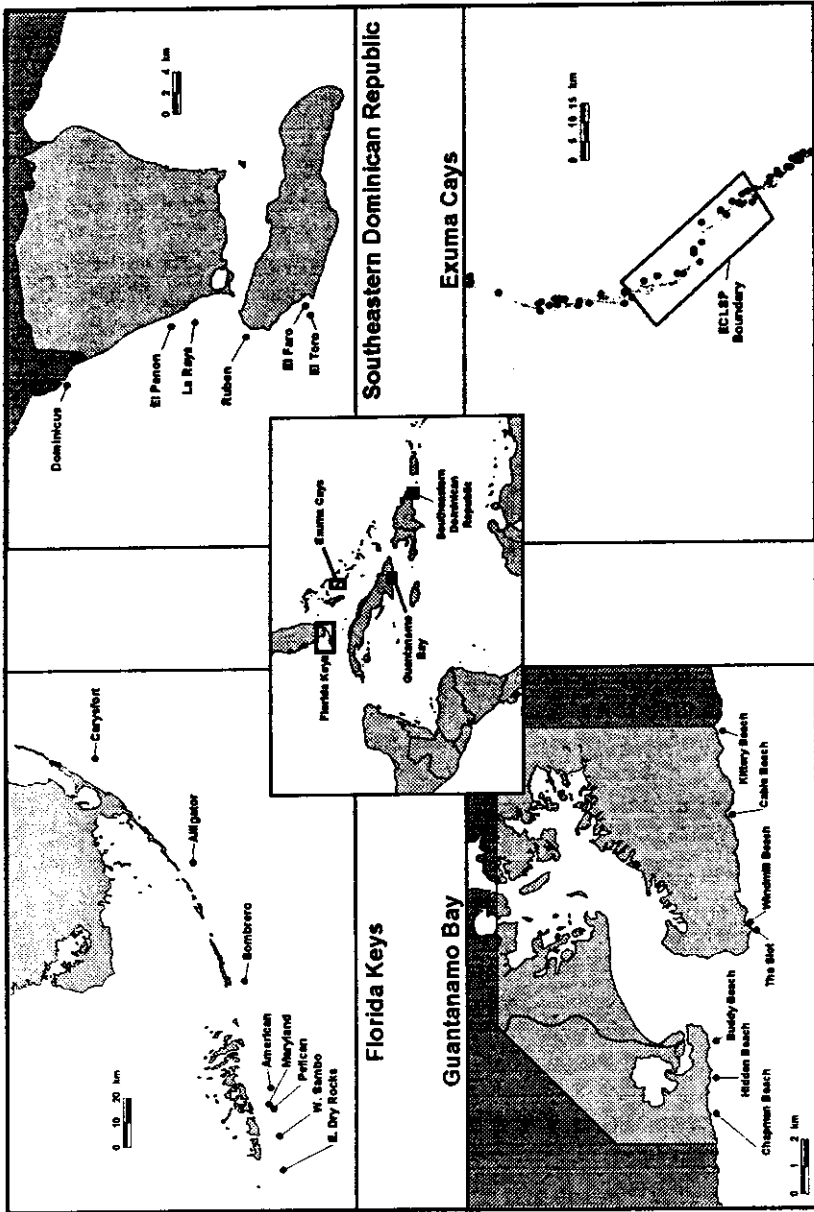 Carysfort
Alligator
Sombrero
American
Maryland
Pelican
W. Sambo
E. Dry Rocks
0 10 20 km
Florida Keys
Dominicus
El Penon
La Raya
Ruben
El Faro
El Toro
0 2 4 km
Southeastern Dominican Republic
Florida Keys
Exuma Cays
Guantanamo
Bay
Southeastern
Dominican
Republic
Guantanamo Bay
Chapman Beach
Hidden Beach
Buddy Beach
The Slot
Windmill Beach
Cable Beach
Kittery Beach
0 1 2 km
Exuma Cays
0 5 10 15 km
ECLSP
Boundary